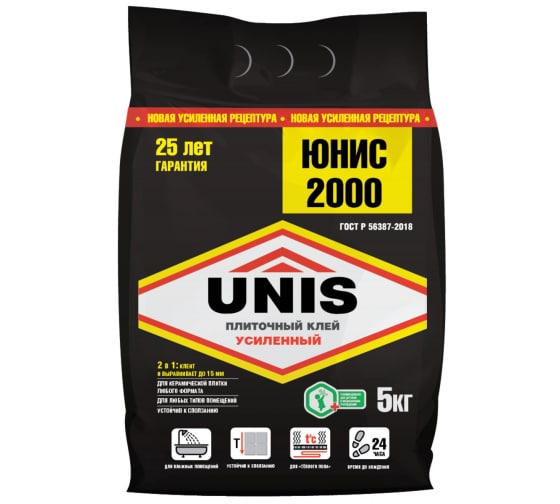 НОВАЯ УСИЛЕННАЯ РЕЦЕПТУРА • НОВАЯ УСИЛЕННАЯ РЕЦЕПТУРА •
25 лет
ГАРАНТИЯ
ЮНИС
2000
ГОСТ Р 56387-2018
UNIS
ПЛИТОЧНЫЙ КЛЕЙ
УСИЛЕННЫЙ
2 в 1: КЛЕИТ
И ВЫРАВНИВАЕТ ДО 15 ММ
ДЛЯ КЕРАМИЧЕСКОЙ ПЛИТКИ
ЛЮБОГО ФОРМАТА
ДЛЯ ЛЮБЫХ ТИПОВ ПОМЕЩЕНИЙ
УСТОЙЧИВ К СПОЛЗАНИЮ
5КГ
T
t°C
24
ЧАСА
ДЛЯ ВЛАЖНЫХ ПОМЕЩЕНИЙ
УСТОЙЧИВ К СПОЛЗАНИЮ
ДЛЯ «ТЁПЛОГО ПОЛА»
ВРЕМЯ ДО ХОЖДЕНИЯ